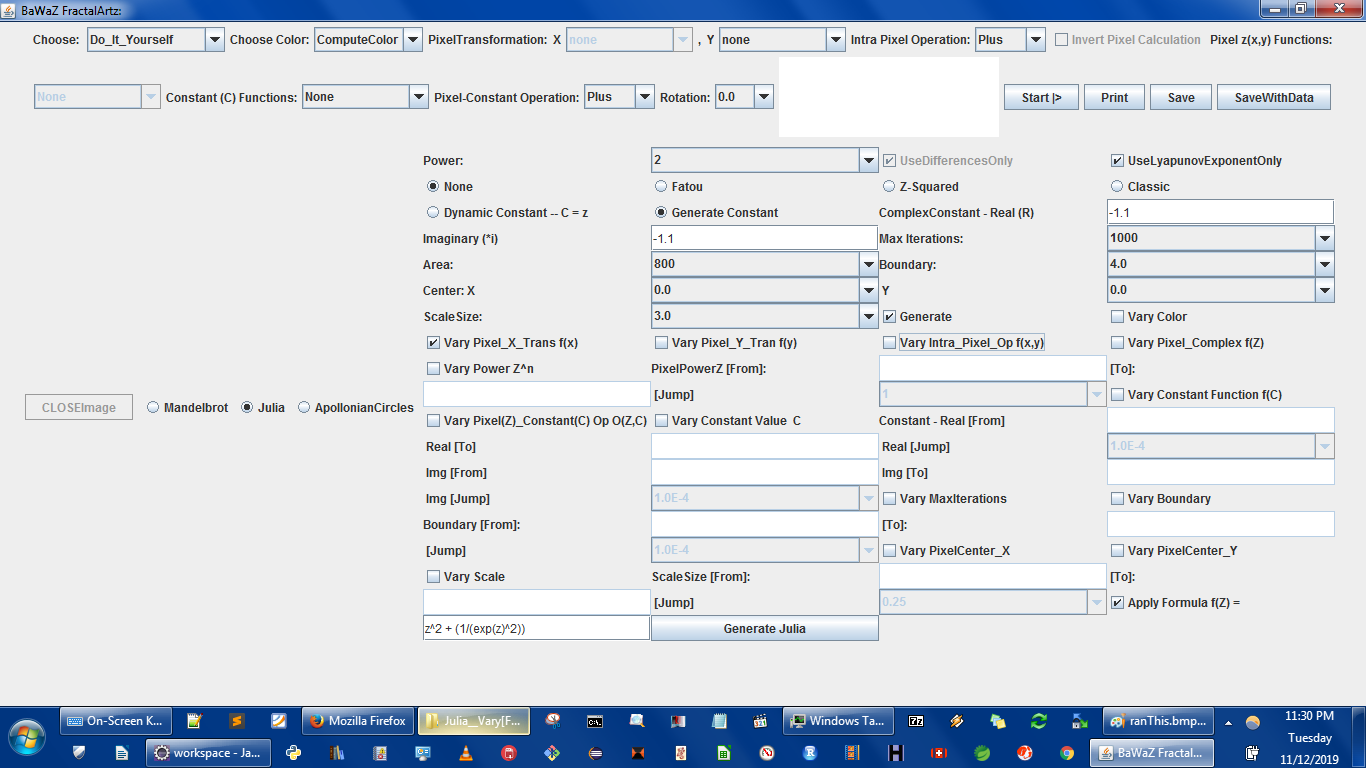 BaWaZ FractalArtz:
Choose: Do_It_Yourself Choose Color: ComputeColor PixelTransformation: X none , Y none Intra Pixel Operation: Plus Invert Pixel Calculation Pixel z(x,y) Functions:
None Constant (C) Functions: None Pixel-Constant Operation: Plus Rotation: 0.0 Start |> Print Save SaveWithData
Power: 2 UseDifferencesOnly UseLyapunovExponentOnly
None Fatou Z-Squared Classic
Dynamic Constant -- C = z Generate Constant ComplexConstant - Real (R) -1.1
Imaginary (*i) -1.1 Max Iterations: 1000
Area: 800 Boundary: 4.0
Center: X 0.0 Y 0.0
ScaleSize: 3.0 Generate Vary Color
Vary Pixel_X_Trans f(x) Vary Pixel_Y_Tran f(y) Vary Intra_Pixel_Op f(x,y) Vary Pixel_Complex f(Z)
Vary Power Z^n PixelPowerZ [From]: [To]:
[Jump] 1 Vary Constant Function f(C)
CLOSEImage Mandelbrot Julia ApollonianCircles
Vary Pixel(Z)_Constant(C) Op O(Z,C) Vary Constant Value C Constant - Real [From]
Real [To] Real [Jump] 1.0E-4
Img [From] Img [To]
Img [Jump] 1.0E-4 Vary MaxIterations Vary Boundary
Boundary [From]: [To]:
[Jump] 1.0E-4 Vary PixelCenter_X Vary PixelCenter_Y
Vary Scale ScaleSize [From]: [To]:
[Jump] 0.25 Apply Formula f(Z) =
z^2 + (1/(exp(z)^2)) Generate Julia
On-Screen K... Mozilla Firefox Julia__Vary[F... C:\. Windows Ta... 7z ranThis.bmp... 11:30 PM
Tuesday
workspace - Ja... R H BaWaZ Fractal... 11/12/2019